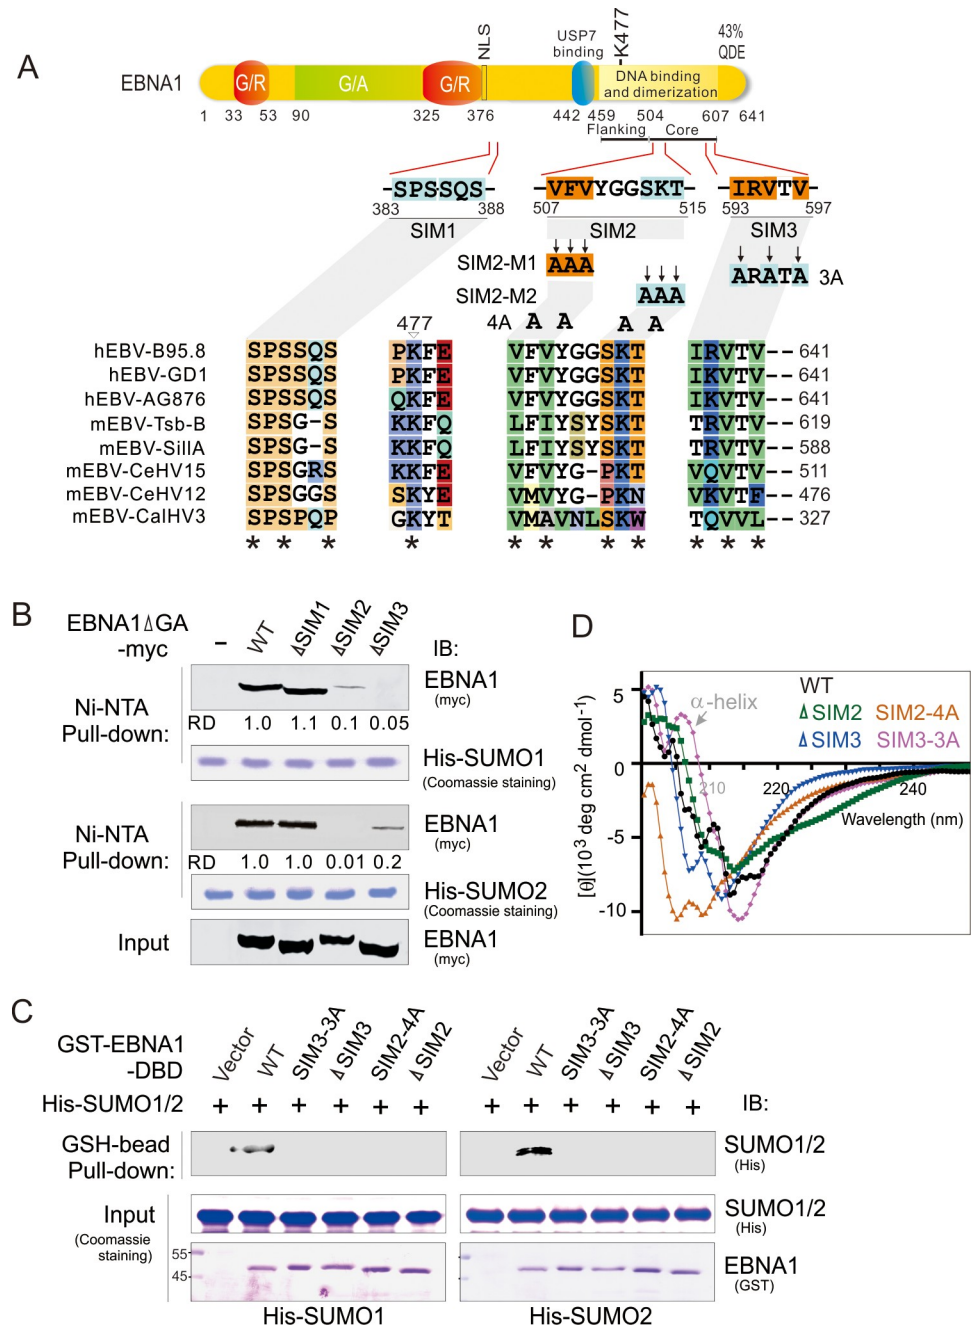 A
EBNA1
G/R
G/A
G/R
NLS
USP7
binding
K477
DNA binding
and dimerization
43%
QDE
1 33 53 90 325 376 442 459 504 607 641
Flanking Core
SPSSQS VFVYGGSKT IRVTV
383 388 507 515 593 597
SIM1 SIM2 SIM3
SIM2-M1 AAA
SIM2-M2 AAA
ARATA 3A
4A A A A A
477
hEBV-B95.8 SPSSQS PKFE VFVYGGSKT IRVTV-- 641
hEBV-GD1 SPSSQS PKFE VFVYGGSKT IKVTV-- 641
hEBV-AG876 SPSSQS QKFE VFVYGGSKT IKVTV-- 641
mEBV-Tsb-B SPSG-S KKFQ LFIYSYSKT TRVTV-- 619
mEBV-SillA SPSG-S KKFQ LFIYSYSKT TRVTV-- 588
mEBV-CeHV15 SPSGRS KKFE VFVYG-PKT VQVTV-- 511
mEBV-CeHV12 SPSGGS SKYE VMVYG-PKN VKVTF-- 476
mEBV-CalHV3 SPSPQP GKYT VMAVNLSKW TQVVL-- 327
* * * * * * * * * * *
B
EBNA1ΔGA
-myc
– WT ΔSIM1 ΔSIM2 ΔSIM3
IB:
Ni-NTA
Pull-down:
EBNA1
(myc)
RD 1.0 1.1 0.1 0.05
His-SUMO1
(Coomassie staining)
Ni-NTA
Pull-down:
EBNA1
(myc)
RD 1.0 1.0 0.01 0.2
His-SUMO2
(Coomassie staining)
Input
EBNA1
(myc)
D
[θ](10³ deg cm2 dmol-1)
5
0
-5
-10
WT
ΔSIM2 SIM2-4A
ΔSIM3 SIM3-3A
α-helix
210 220 240
Wavelength (nm)
C
GST-EBNA1
-DBD
Vector WT SIM3-3A ΔSIM3 SIM2-4A ΔSIM2
Vector WT SIM3-3A ΔSIM3 SIM2-4A ΔSIM2
His-SUMO1/2 + + + + + + + + + + + +
IB:
GSH-bead
Pull-down:
SUMO1/2
(His)
Input
(Coomassie
staining)
SUMO1/2
(His)
55
45
EBNA1
(GST)
His-SUMO1 His-SUMO2